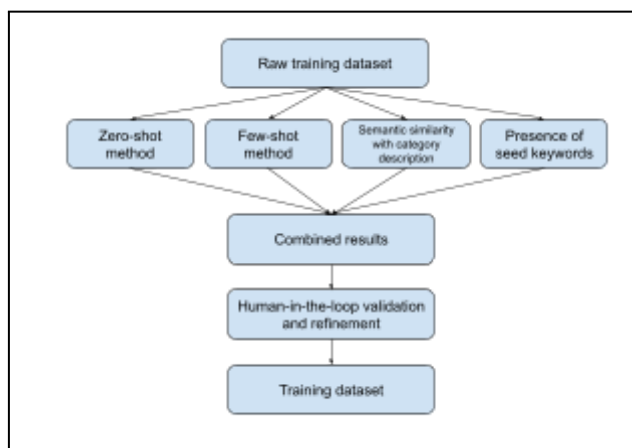 Raw training dataset
Zero-shot
method
Few-shot
method
Semantic similarity
with category
description
Presence of
seed keywords
Combined results
Human-in-the-loop validation
and refinement
Training dataset